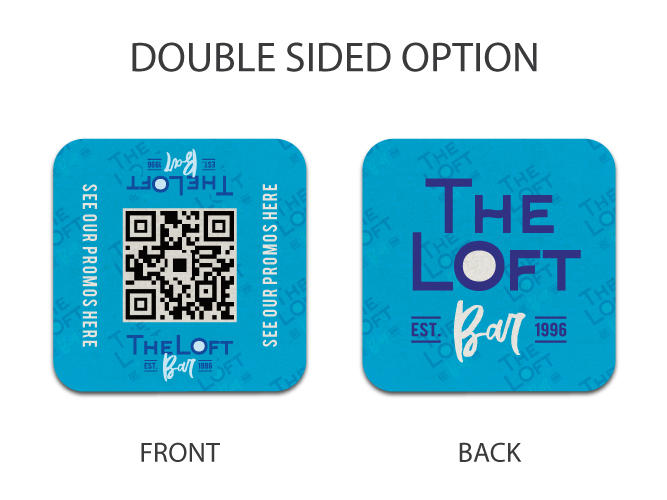 DOUBLE SIDED OPTION
EST. Bar 1996
THE LOFT
SEE OUR PROMOS HERE
SEE OUR PROMOS HERE
THE LOFT
EST. Bar 1996
THE
LOFT
EST. Bar 1996
FRONT
BACK